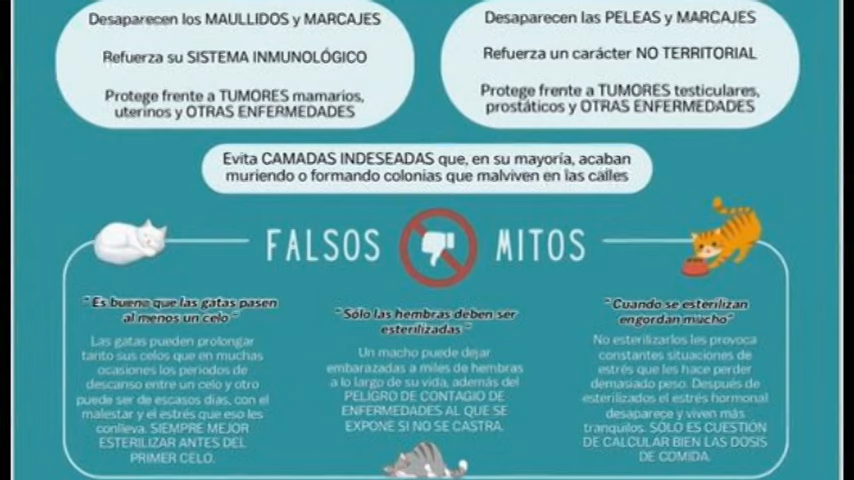 Desaparecen los MAULLIDOS y MARCAJES
Refuerza su SISTEMA INMUNOLÓGICO
Protege frente a TUMORES mamarios,
uterinos y OTRAS ENFERMEDADES
Desaparecen las PELEAS y MARCAJES
Refuerza un carácter NO TERRITORIAL
Protege frente a TUMORES testiculares,
prostáticos y OTRAS ENFERMEDADES
Evita CAMADAS INDESEADAS que, en su mayoría, acaban
muriendo o formando colonias que malviven en las calles
FALSOS MITOS
"Es bueno que las gatas pasen
al menos un celo"
Las gatas pueden prolongar
tanto sus celos que en muchas
ocasiones los periodos de
descanso entre un celo y otro
puede ser de escasos días, con el
malestar y el estrés que eso les
conlleva. SIEMPRE MEJOR
ESTERILIZAR ANTES DEL
PRIMER CELO.
"Sólo las hembras deben ser
esterilizadas"
Un macho puede dejar
embarazadas a miles de hembras
a lo largo de su vida, además del
PELIGRO DE CONTAGIO DE
ENFERMEDADES AL QUE SE
EXPONE SI NO SE CASTRA.
"Cuando se esterilizan
engordan mucho"
No esterilizarlos les provoca
constantes situaciones de
estrés que les hace perder
demasiado peso. Después de
esterilizados el estrés hormonal
desaparece y viven más
tranquilos. SÓLO ES CUESTIÓN
DE CALCULAR BIEN LAS DOSIS
DE COMIDA.